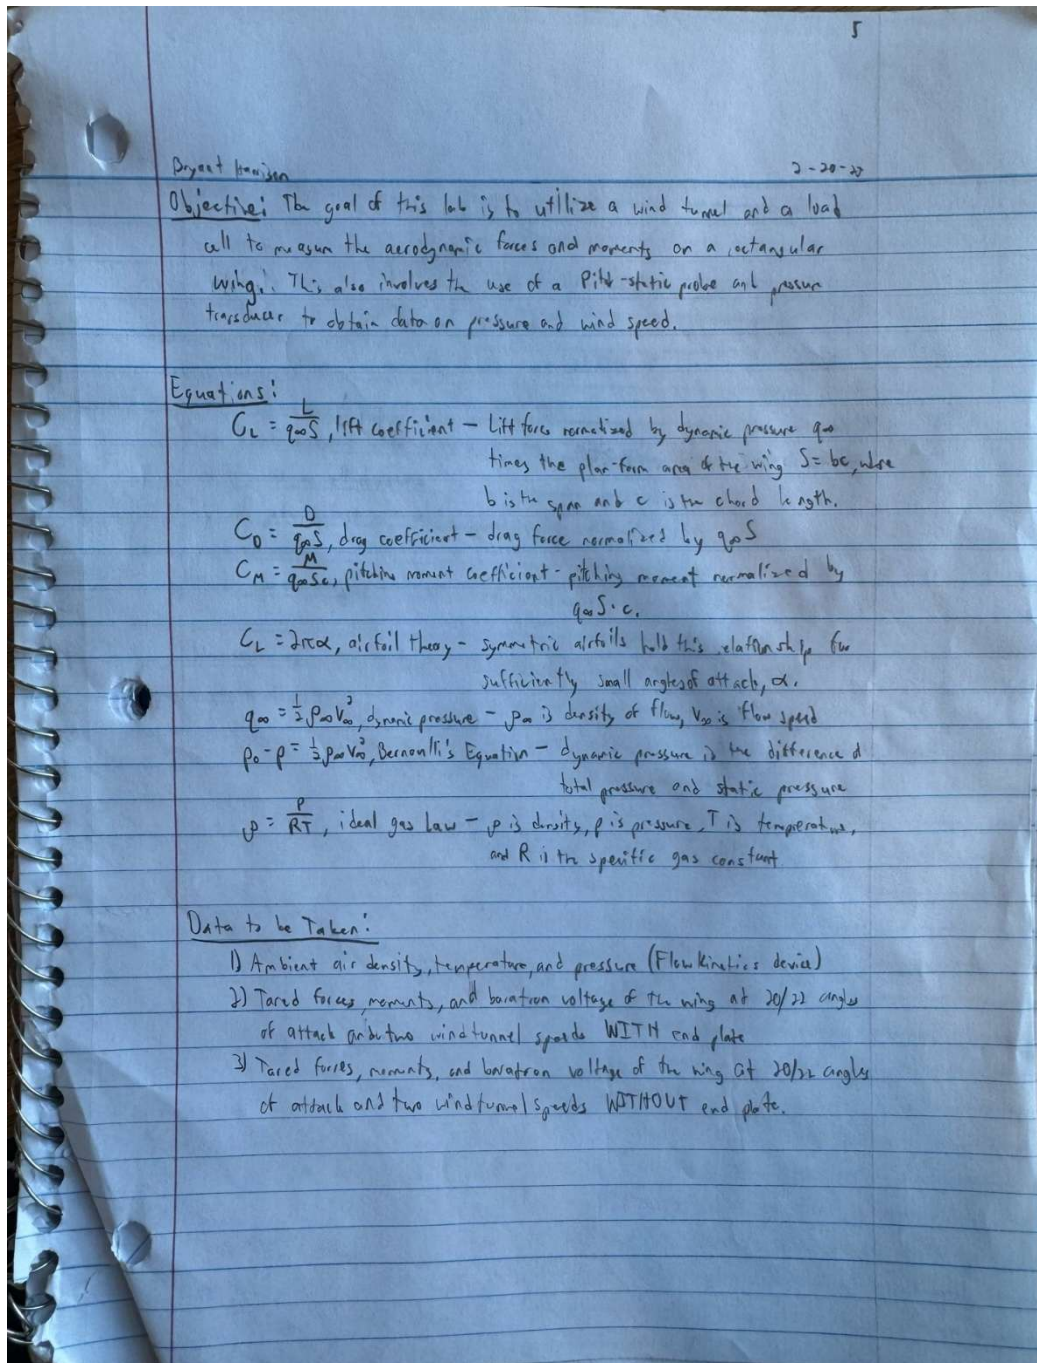 5
Bryant Harrison 2-20-23
Objective: The goal of this lab is to utilize a wind tunnel and a load
cell to measure the aerodynamic forces and moments on a rectangular
wing. This also involves the use of a Pitot-static probe and pressure
transducer to obtain data on pressure and wind speed.
Equations:
C_L = L/(q∞S), lift coefficient – Lift force normalized by dynamic pressure q∞
times the plan-form area of the wing S = bc, where
b is the span and c is the chord length.
C_D = D/(q∞S), drag coefficient – drag force normalized by q∞S
C_M = M/(q∞Sc), pitching moment coefficient - pitching moment normalized by
q∞S·c.
C_L = 2πα, airfoil theory – symmetric airfoils hold this relationship for
sufficiently small angles of attack, α.
q∞ = ½ρ∞V∞², dynamic pressure – ρ∞ is density of flow, V∞ is flow speed
p₀ - p = ½ρ∞V∞², Bernoulli's Equation – dynamic pressure is the difference of
total pressure and static pressure
ρ = P/(RT), ideal gas law – ρ is density, p is pressure, T is temperature,
and R is the specific gas constant
Data to be Taken:
1) Ambient air density, temperature, and pressure (FlowKinetics device)
2) Tared forces, moments, and baratron voltage of the wing at 20/22 angles
of attack and two wind tunnel speeds WITH end plate
3) Tared forces, moments, and baratron voltage of the wing at 20/22 angles
of attack and two wind tunnel speeds WITHOUT end plate.